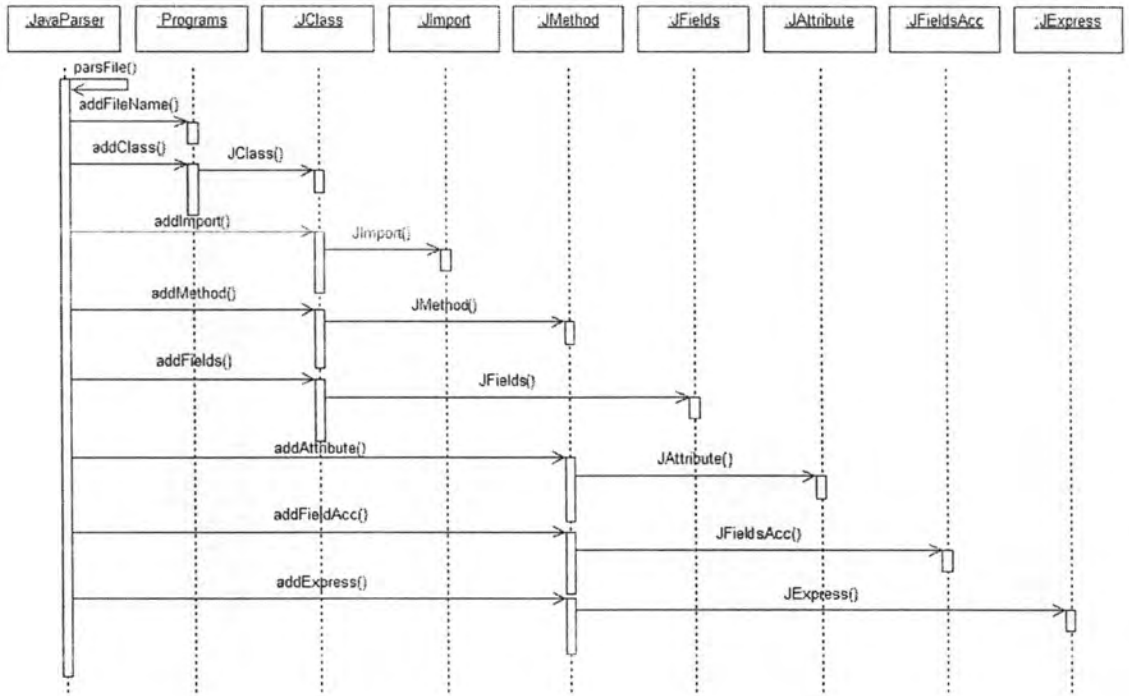 :JavaParser
:Programs
:JClass
:JImport
:JMethod
:JFields
:JAttribute
:JFieldsAcc
:JExpress
parsFile()
addFileName()
addClass()
JClass()
addImport()
JImport()
addMethod()
JMethod()
addFields()
JFields()
addAttribute()
JAttribute()
addFieldAcc()
JFieldsAcc()
addExpress()
JExpress()